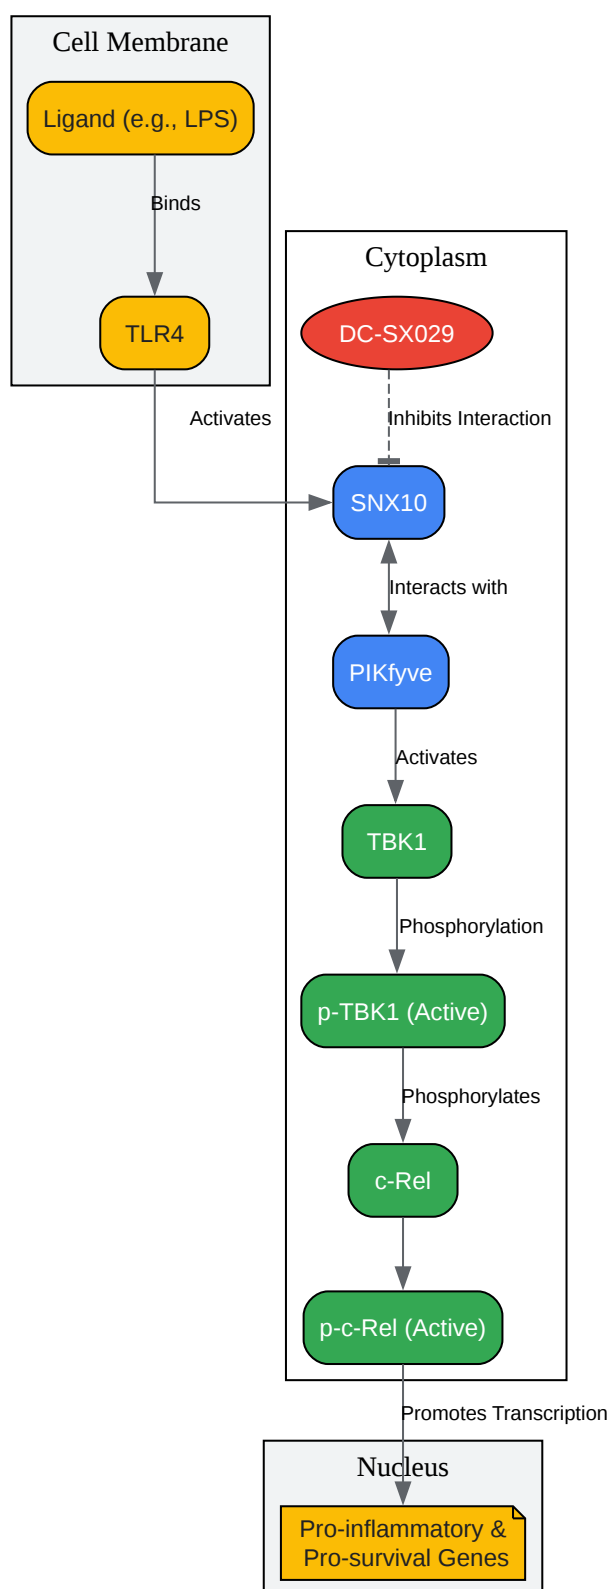 Cell Membrane
Ligand (e.g., LPS)
Binds
TLR4
Activates
Cytoplasm
DC-SX029
Inhibits Interaction
SNX10
Interacts with
PIKfyve
Activates
TBK1
Phosphorylation
p-TBK1 (Active)
Phosphorylates
c-Rel
p-c-Rel (Active)
Promotes Transcription
Nucleus
Pro-inflammatory &
Pro-survival Genes